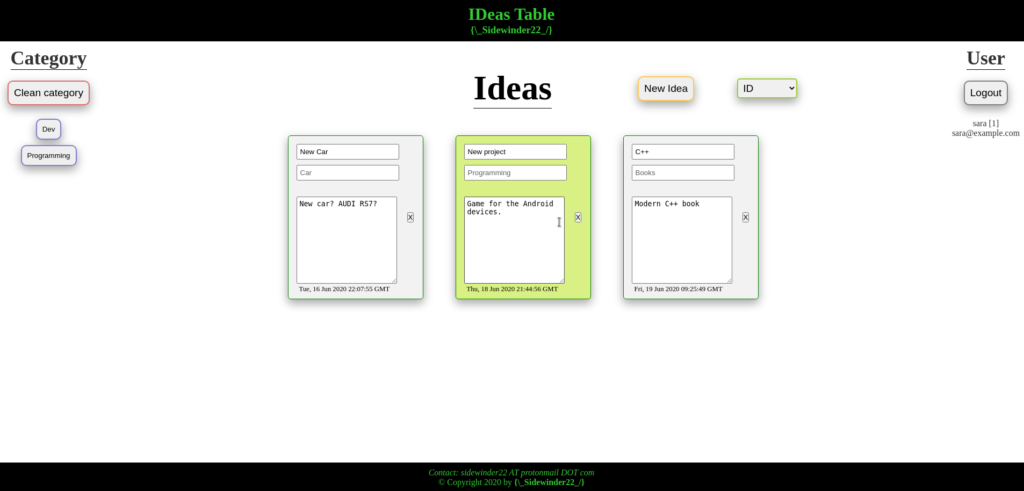 IDeas Table
{\_Sidewinder22_/}
Category
Clean category
Dev
Programming
Ideas
New Idea
ID
User
Logout
sara [1]
sara@example.com
New Car
Car
New car? AUDI RS7?
X
Tue, 16 Jun 2020 22:07:55 GMT
New project
Programming
Game for the Android
devices.
X
Thu, 18 Jun 2020 21:44:56 GMT
C++
Books
Modern C++ book
X
Fri, 19 Jun 2020 09:25:49 GMT
Contact: sidewinder22 AT protonmail DOT com
© Copyright 2020 by {\_Sidewinder22_/}